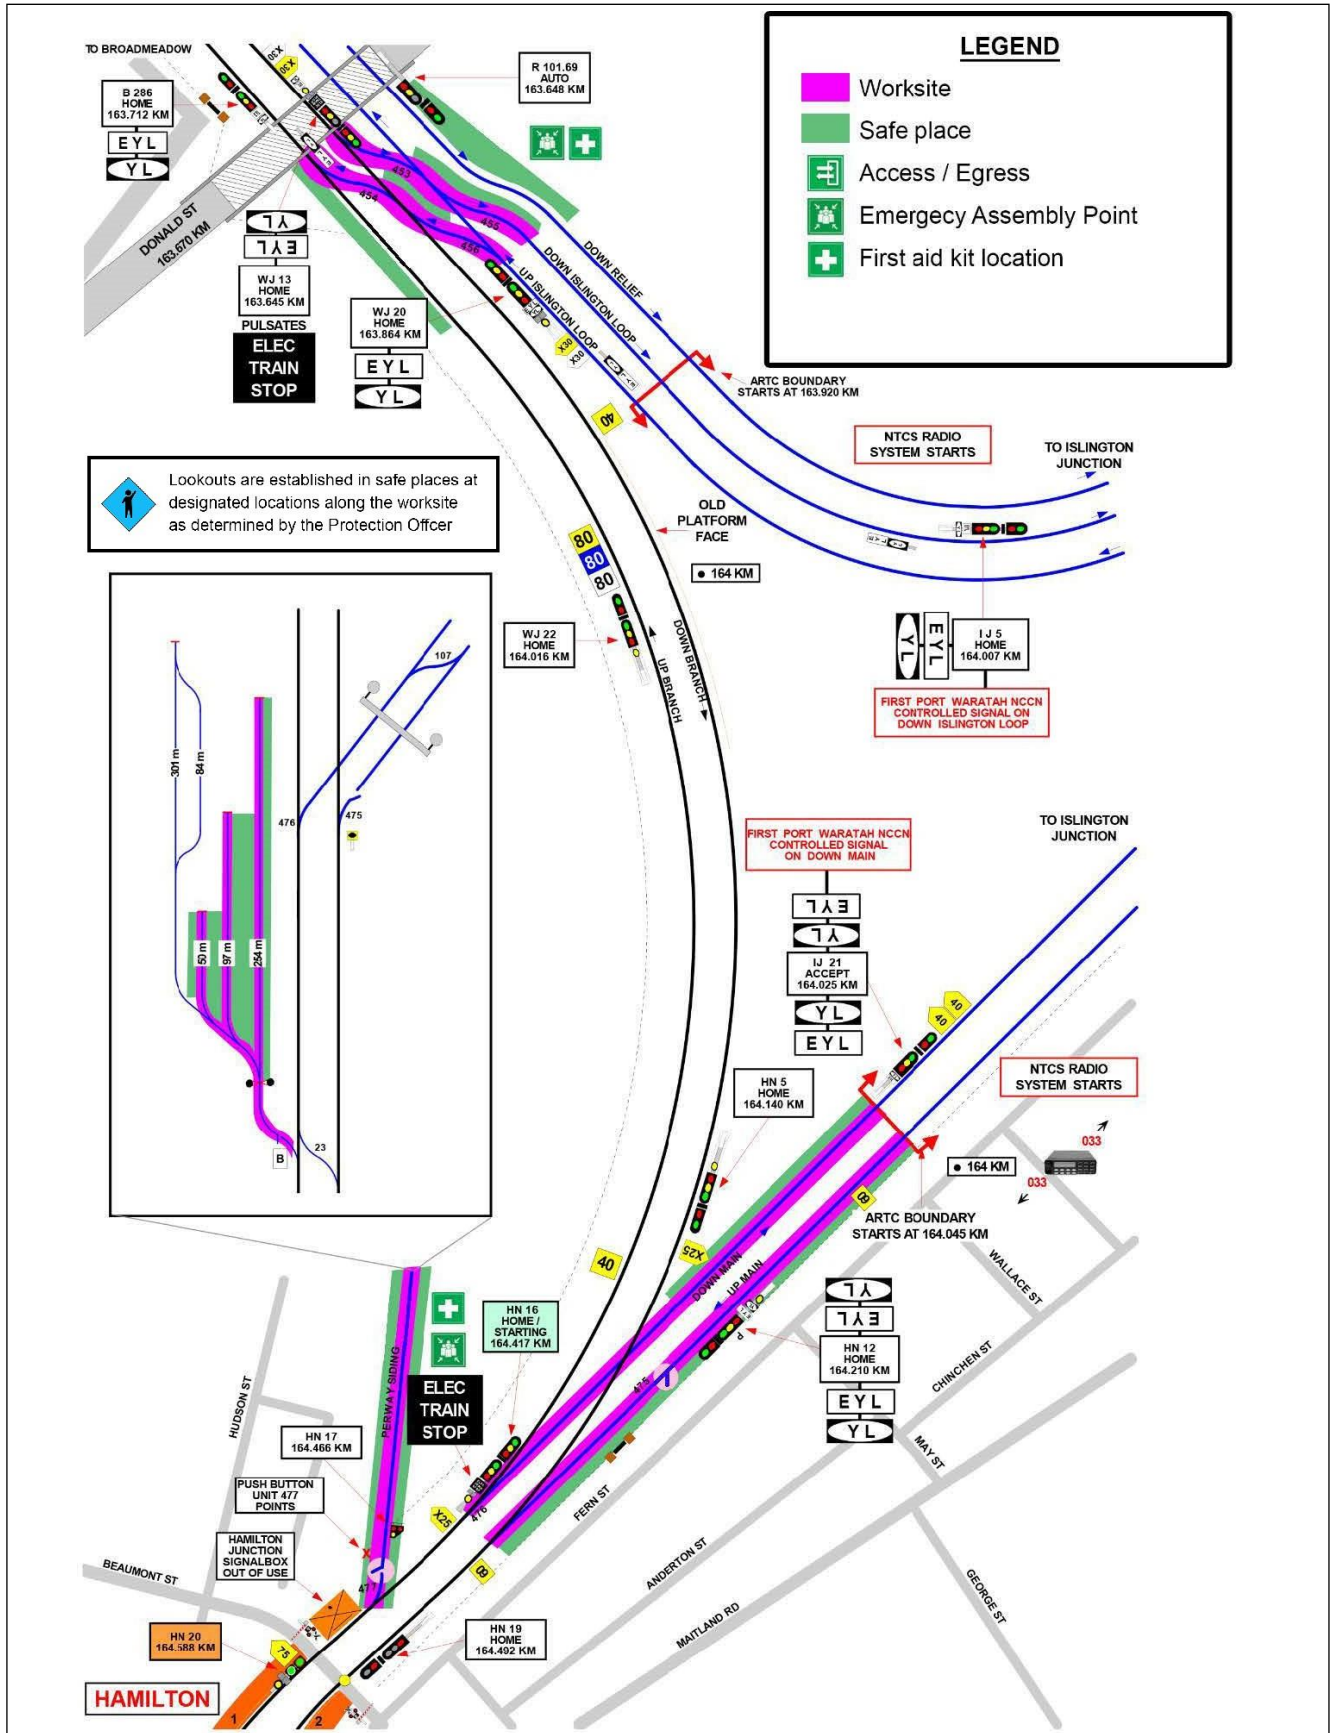 TO BROADMEADOW
X30
X30
B 286
HOME
163.712 KM
EYL
YL
R 101.69
AUTO
163.648 KM
LEGEND
Worksite
Safe place
Access / Egress
Emergecy Assembly Point
First aid kit location
DONALD ST
163.670 KM
453
454
455
456
YL
EYL
WJ 13
HOME
163.645 KM
PULSATES
ELEC
TRAIN
STOP
WJ 20
HOME
163.864 KM
EYL
YL
UP ISLINGTON LOOP
DOWN ISLINGTON LOOP
DOWN RELIEF
X30
X30
40
ARTC BOUNDARY
STARTS AT 163.920 KM
NTCS RADIO
SYSTEM STARTS
TO ISLINGTON
JUNCTION
Lookouts are established in safe places at
designated locations along the worksite
as determined by the Protection Offcer
OLD
PLATFORM
FACE
80
80
80
164 KM
WJ 22
HOME
164.016 KM
UP BRANCH
DOWN BRANCH
YL
EYL
I J 5
HOME
164.007 KM
FIRST PORT WARATAH NCCN
CONTROLLED SIGNAL ON
DOWN ISLINGTON LOOP
107
301 m
84 m
476
475
50 m
97 m
254 m
B
23
FIRST PORT WARATAH NCCN
CONTROLLED SIGNAL
ON DOWN MAIN
EYL
YL
IJ 21
ACCEPT
164.025 KM
YL
EYL
TO ISLINGTON
JUNCTION
40
40
HN 5
HOME
164.140 KM
NTCS RADIO
SYSTEM STARTS
033
164 KM
033
60
ARTC BOUNDARY
STARTS AT 164.045 KM
X25
40
DOWN MAIN
UP MAIN
WALLACE ST
YL
EYL
HN 12
HOME
164.210 KM
EYL
YL
P
CHINCHEN ST
HN 16
HOME /
STARTING
164.417 KM
ELEC
TRAIN
STOP
PERWAY SIDING
HUDSON ST
475
MAY ST
HN 17
164.466 KM
PUSH BUTTON
UNIT 477
POINTS
X
X25
476
FERN ST
HAMILTON
JUNCTION
SIGNALBOX
OUT OF USE
BEAUMONT ST
477
60
ANDERTON ST
GEORGE ST
MAITLAND RD
HN 20
164.588 KM
75
HN 19
HOME
164.492 KM
HAMILTON
1
2